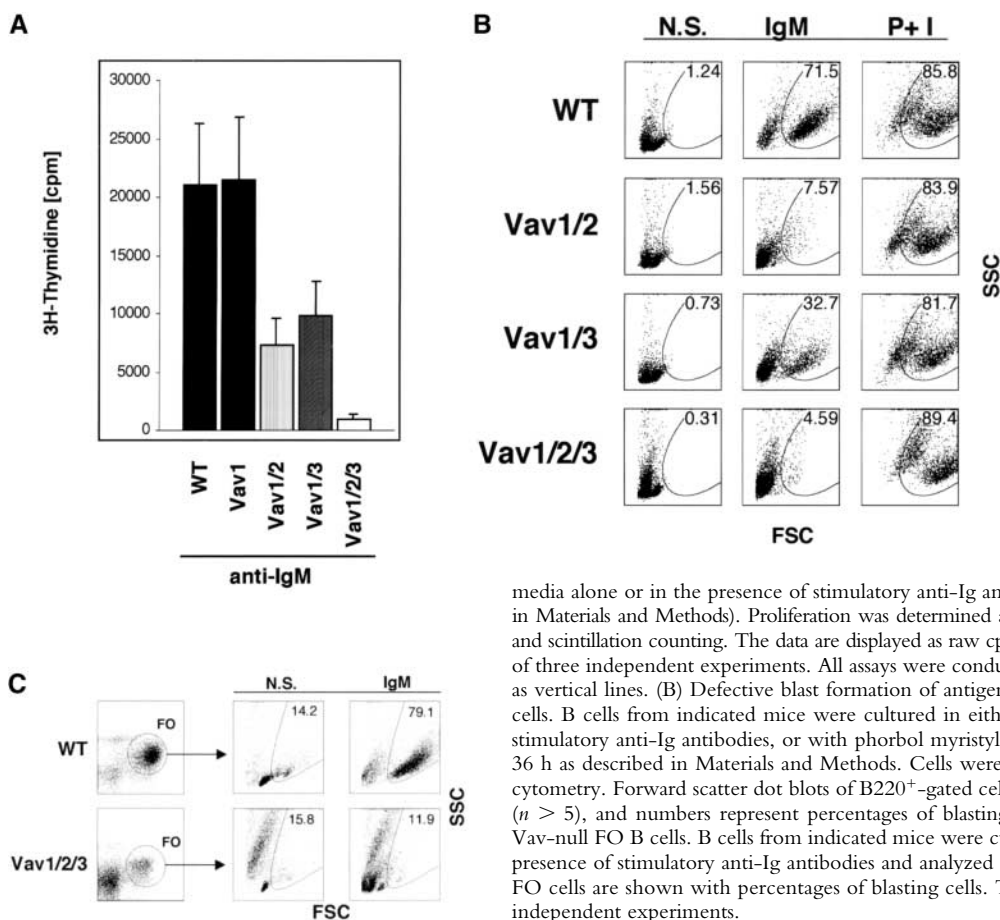 A
30000
25000
20000
15000
10000
5000
0
3H-Thymidine [cpm]
WT
Vav1
Vav1/2
Vav1/3
Vav1/2/3
anti-IgM
B
N.S. IgM P+ I
WT
1.24 71.5 85.8
Vav1/2
1.56 7.57 83.9
Vav1/3
0.73 32.7 81.7
Vav1/2/3
0.31 4.59 89.4
SSC
FSC
C
N.S. IgM
WT
FO
14.2 79.1
Vav1/2/3
FO
15.8 11.9
SSC
FSC
media alone or in the presence of stimulatory anti-Ig an
in Materials and Methods). Proliferation was determined a
and scintillation counting. The data are displayed as raw cp
of three independent experiments. All assays were condu
as vertical lines. (B) Defective blast formation of antigen
cells. B cells from indicated mice were cultured in eith
stimulatory anti-Ig antibodies, or with phorbol myristyl
36 h as described in Materials and Methods. Cells were
cytometry. Forward scatter dot blots of B220⁺-gated cel
(n > 5), and numbers represent percentages of blasting
Vav-null FO B cells. B cells from indicated mice were cu
presence of stimulatory anti-Ig antibodies and analyzed
FO cells are shown with percentages of blasting cells. T
independent experiments.